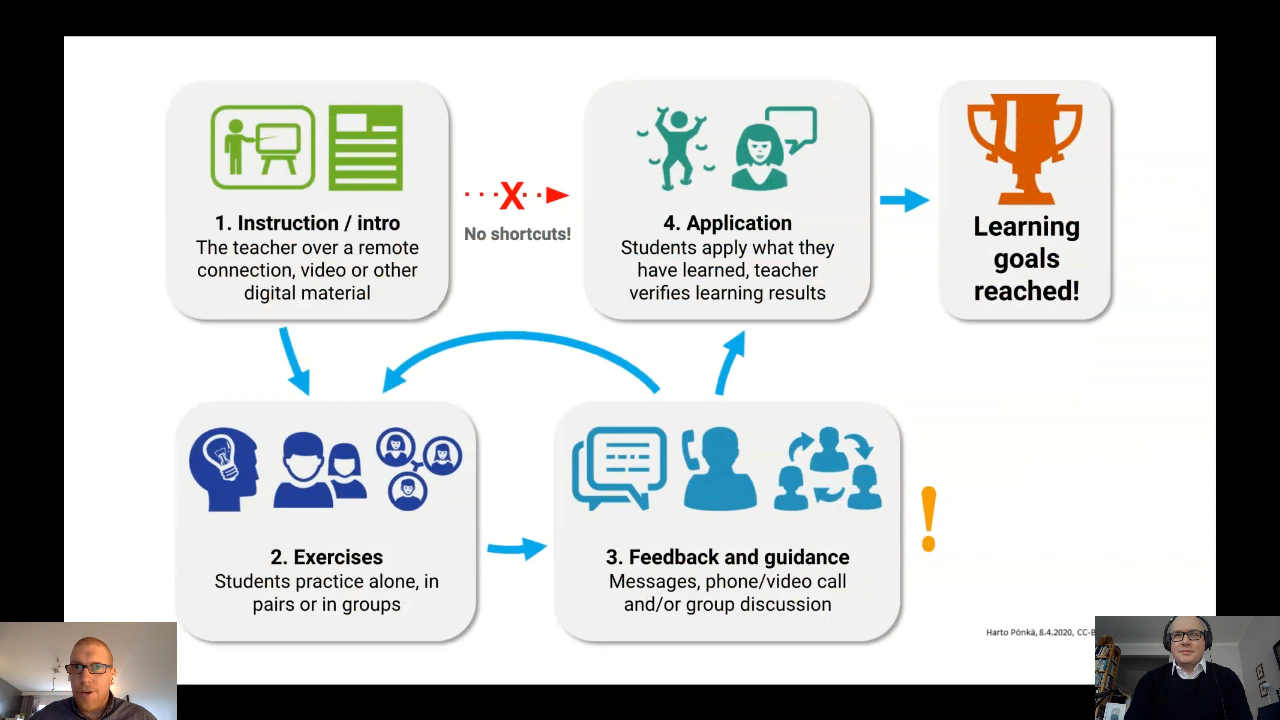 1. Instruction / intro
The teacher over a remote
connection, video or other
digital material
X
No shortcuts!
4. Application
Students apply what they
have learned, teacher
verifies learning results
Learning
goals
reached!
2. Exercises
Students practice alone, in
pairs or in groups
3. Feedback and guidance
Messages, phone/video call
and/or group discussion
!
Harto Pönkä, 8.4.2020,